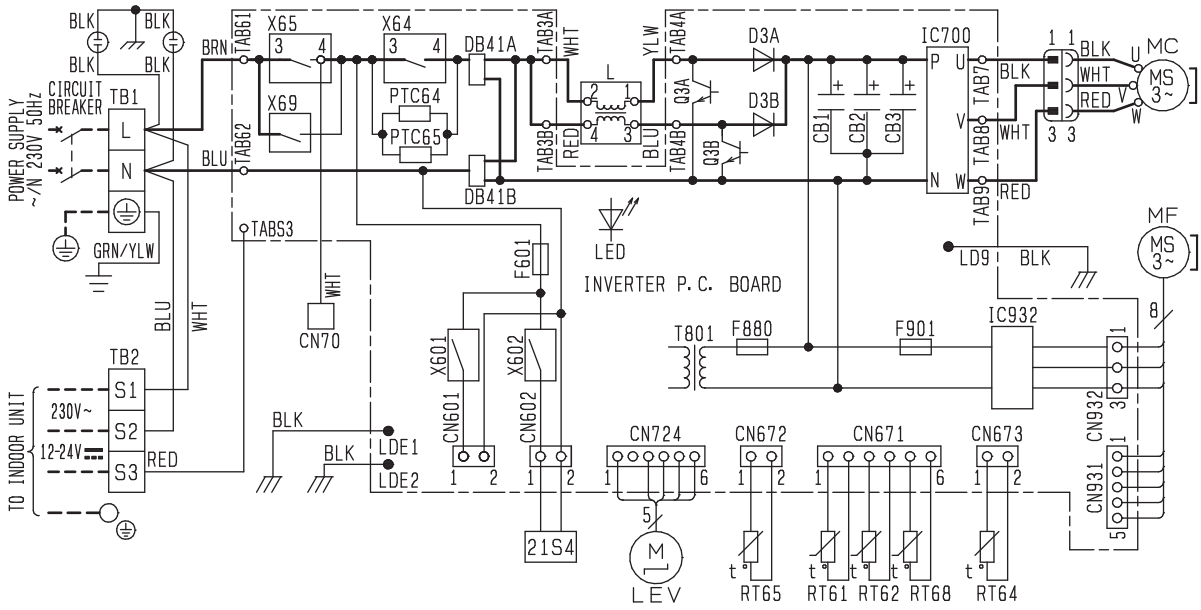 BLK
BLK
BLK
BLK
CIRCUIT
BREAKER
TB1
POWER SUPPLY
~/N 230V 50Hz
L
N
GRN/YLW
BRN
BLU
TAB61
TAB62
TABS3
X65
3 4
X64
3 4
X69
PTC64
PTC65
DB41A
DB41B
TAB3A
WHT
TAB3B
RED
L
2 1
4 3
YLW
TAB4A
BLU
TAB4B
Q3A
Q3B
D3A
D3B
CB1
+
CB2
+
CB3
+
IC700
P U
V
N W
TAB7
TAB8
TAB9
BLK
WHT
RED
1 1
3 3
BLK
WHT
RED
U
V
W
MC
MS
3~
MF
MS
3~
8
LED
LD9 BLK
INVERTER P.C. BOARD
BLU
WHT
WHT
CN70
F601
X601
X602
T801
F880
F901
IC932
1
3
CN932
TB2
S1
S2
S3
230V~
12-24V
RED
TO INDOOR UNIT
BLK
LDE1
BLK
LDE2
CN601
1 2
CN602
1 2
21S4
CN724
1 6
5
M
LEV
CN672
1 2
t°
RT65
CN671
1 6
t°
RT61
t°
RT62
t°
RT68
CN673
1 2
t°
RT64
CN931
1
5